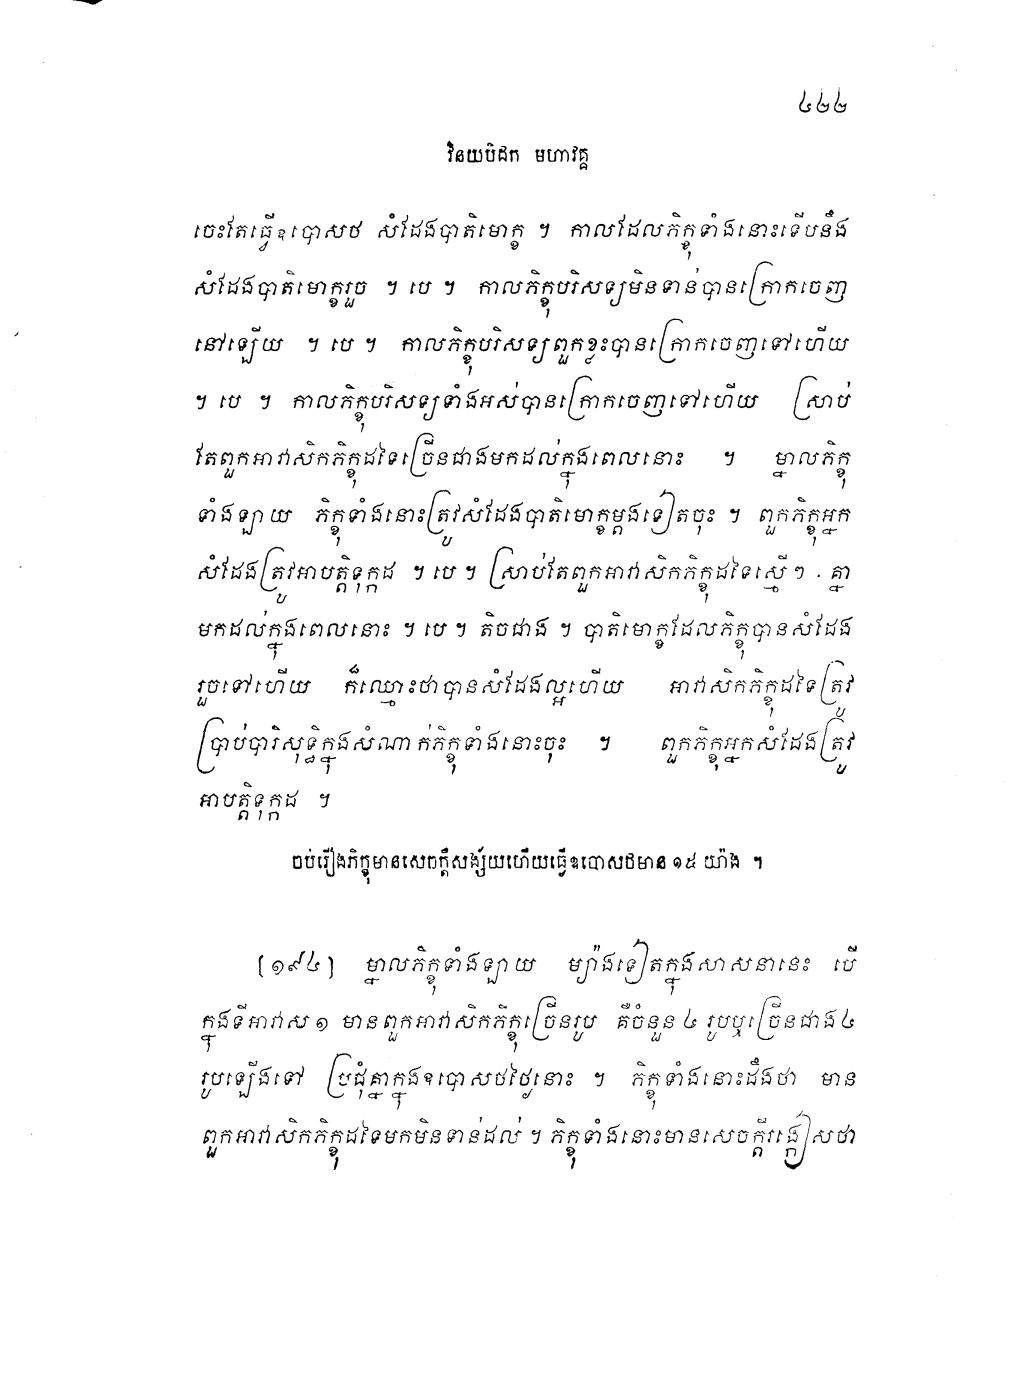 ៤២២
វិនយបិដក មហាវគ្គ
ចេះតែធ្វើឧបោសថ សំដែងបាតិមោក្ខ ។ កាលដែលភិក្ខុទាំងនោះទើបនឹង
សំដែងបាតិមោក្ខរួច ។ បេ ។ កាលភិក្ខុបរិសទ្យមិនទាន់បានក្រោកចេញ
នៅឡើយ ។ បេ ។ កាលភិក្ខុបរិសទ្យពួកខ្លះបានក្រោកចេញទៅហើយ
។ បេ ។ កាលភិក្ខុបរិសទ្យទាំងអស់បានក្រោកចេញទៅហើយ ស្រាប់
តែពួកអាវាសិកភិក្ខុដទៃច្រើនជាងមកដល់ក្នុងពេលនោះ ។ ម្នាលភិក្ខុ
ទាំងឡាយ ភិក្ខុទាំងនោះត្រូវសំដែងបាតិមោក្ខម្តងទៀតចុះ ។ ពួកភិក្ខុអ្នក
សំដែងត្រូវអាបត្តិទុក្កដ ។ បេ ។ ស្រាប់តែពួកអាវាសិកភិក្ខុដទៃស្មើៗ គ្នា
មកដល់ក្នុងពេលនោះ ។ បេ ។ តិចជាង ។ បាតិមោក្ខដែលភិក្ខុបានសំដែង
រួចទៅហើយ ក៏ឈ្មោះថាបានសំដែងល្អហើយ អាវាសិកភិក្ខុដទៃត្រូវ
ប្រាប់បារិសុទ្ធិក្នុងសំណាក់ភិក្ខុទាំងនោះចុះ ។ ពួកភិក្ខុអ្នកសំដែងត្រូវ
អាបត្តិទុក្កដ ។
ចប់រឿងភិក្ខុមានសេចក្តីសង្ស័យហើយធ្វើឧបោសថមាន ១៥ យ៉ាង ។
(១៩៤) ម្នាលភិក្ខុទាំងឡាយ ម្យ៉ាងទៀតក្នុងសាសនានេះ បើ
ក្នុងទីអាវាស ១ មានពួកអាវាសិកភិក្ខុច្រើនរូប គឺចំនួន ៤ រូបឬច្រើនជាង ៤
រូបឡើងទៅ ប្រជុំគ្នាក្នុងឧបោសថថ្ងៃនោះ ។ ភិក្ខុទាំងនោះដឹងថា មាន
ពួកអាវាសិកភិក្ខុដទៃមកមិនទាន់ដល់ ។ ភិក្ខុទាំងនោះមានសេចក្តីរង្កៀសថា